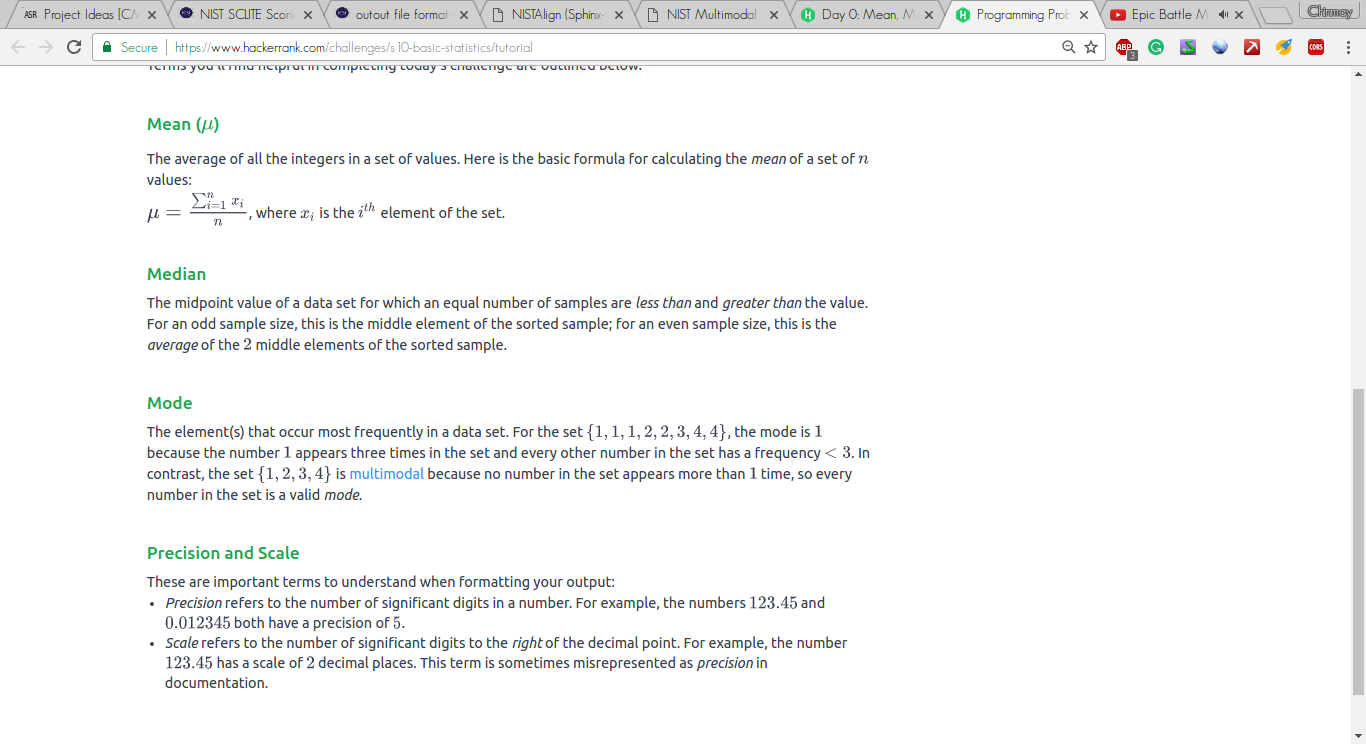 ASR Project Ideas [CM
NIST SCLITE Scori
outout file format
NISTAlign (Sphinx-
NIST Multimodal
Day 0: Mean, M
Programming Prob
Epic Battle M
Chinmoy
Secure https://www.hackerrank.com/challenges/s10-basic-statistics/tutorial
ABP 3 CORS
Terms you'll find helpful in completing today's challenge are outlined below.
Mean (μ)
The average of all the integers in a set of values. Here is the basic formula for calculating the mean of a set of n
values:
μ = ∑ⁿᵢ₌₁ xᵢ / n, where xᵢ is the iᵗʰ element of the set.
Median
The midpoint value of a data set for which an equal number of samples are less than and greater than the value.
For an odd sample size, this is the middle element of the sorted sample; for an even sample size, this is the
average of the 2 middle elements of the sorted sample.
Mode
The element(s) that occur most frequently in a data set. For the set {1, 1, 1, 2, 2, 3, 4, 4}, the mode is 1
because the number 1 appears three times in the set and every other number in the set has a frequency < 3. In
contrast, the set {1, 2, 3, 4} is multimodal because no number in the set appears more than 1 time, so every
number in the set is a valid mode.
Precision and Scale
These are important terms to understand when formatting your output:
• Precision refers to the number of significant digits in a number. For example, the numbers 123.45 and
0.012345 both have a precision of 5.
• Scale refers to the number of significant digits to the right of the decimal point. For example, the number
123.45 has a scale of 2 decimal places. This term is sometimes misrepresented as precision in
documentation.